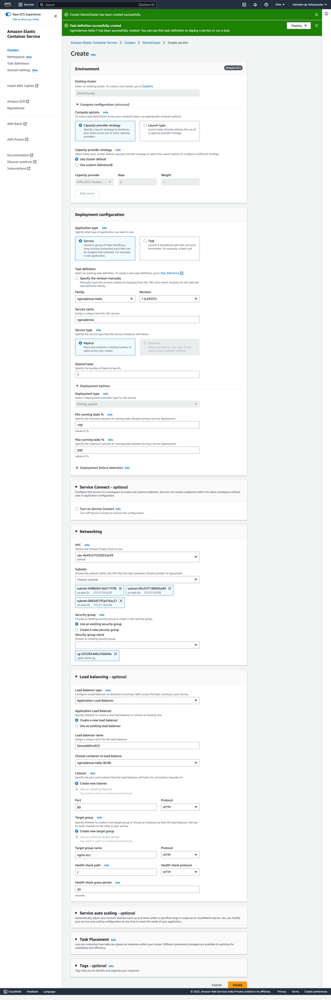 aws
Services
Search
[Option+S]
Ohio
vishaldev @ vishalawsdev
New ECS Experience
Tell us what you think
Amazon Elastic
Container Service
Clusters
Namespaces New
Task definitions
Account settings New
Install AWS Copilot
Amazon ECR
Repositories
AWS Batch
AWS Proton
Documentation
Discover products
Subscriptions
Cluster DemoCluster has been created successfully.
Task definition successfully created
nginxdemos-hello:1 has been successfully created. You can use this task definition to deploy a service or run a task.
Deploy
Amazon Elastic Container Service > Clusters > DemoCluster > Create service
Create Info
Environment
Amazon EC2
Existing cluster
Select an existing cluster. To create a new cluster, go to Clusters.
DemoCluster
Compute configuration (advanced)
Compute options Info
To ensure task distribution across your compute types, use appropriate compute options.
Capacity provider strategy
Specify a launch strategy to distribute
your tasks across one or more capacity
providers.
Launch type
Launch tasks directly without the use of
a capacity provider strategy.
Capacity provider strategy Info
Select either your cluster default capacity provider strategy or select the custom option to configure a different strategy.
Use cluster default
Use custom (Advanced)
Capacity provider
Base
Weight
Infra-ECS-Cluster-...
0
1
Add more
Deployment configuration
Application type Info
Specify what type of application you want to run.
Service
Launch a group of tasks handling a
long-running computing work that can
be stopped and restarted. For example,
a web application.
Task
Launch a standalone task that runs and
terminates. For example, a batch job.
Task definition
Select an existing task definition. To create a new task definition, go to Task definitions
Specify the revision manually
Manually input the revision instead of choosing from the 100 most recent revisions for the selected
task definition family.
Family
Revision
nginxdemos-hello
1 (LATEST)
Service name
Assign a unique name for this service.
nginxdemos
Service type Info
Specify the service type that the service scheduler will follow.
Replica
Place and maintain a desired number of
tasks across your cluster.
Daemon
Place and maintain one copy of your
task on each container instance.
Desired tasks
Specify the number of tasks to launch.
1
Deployment options
Deployment type Info
Select a deployment controller type for the service.
Rolling update
Min running tasks % Info
Specify the minimum percent of running tasks allowed during a service deployment.
100
values in %
Max running tasks % Info
Specify the maximum percent of running tasks allowed during a service deployment.
200
values in %
Deployment failure detection Info
Service Connect - optional
Configure this service in a namespace to create and resolve endpoints. Services can resolve endpoints within the same namespace without
task or application configuration.
Turn on Service Connect Info
Turn off Service Connect to remove the configuration.
Networking
VPC Info
Choose the Virtual Private Cloud to use.
vpc-0e43c575259222e39
default
Subnets
Choose the subnets within the VPC that the task scheduler should consider for placement.
Choose subnets
subnet-04f8b9d14e471f7f8
us-east-2c 172.31.32.0/20
subnet-0fccfcf7189605e99
us-east-2a 172.31.0.0/20
subnet-0b83d57f5a416ac27
us-east-2b 172.31.16.0/20
Security group Info
Choose an existing security group or create a new security group.
Use an existing security group
Create a new security group
Security group name
Choose an existing security group.
sg-0232854d6c556b04e
nginx-demo-sg
Load balancing - optional
Load balancer type Info
Configure a load balancer to distribute incoming traffic across the tasks running in your service.
Application Load Balancer
Application Load Balancer
Specify whether to create a new load balancer or choose an existing one.
Create a new load balancer
Use an existing load balancer
Load balancer name
Assign a unique name for the load balancer.
DemoAlbForECS
Choose container to load balance
nginxdemos-hello 80:80
Listener Info
Specify the port and protocol that the load balancer will listen for connection requests on.
Create new listener
Use an existing listener
You need to select an existing load balancer.
Port
Protocol
80
HTTP
Target group Info
Specify whether to create a new target group or choose an existing one that the load balancer will use
to route requests to the tasks in your service.
Create new target group
Use an existing target group
You need to select an existing load balancer.
Target group name
Protocol
nginx-ecs
HTTP
Health check path Info
Health check protocol
/
HTTP
Health check grace period Info
20
seconds
Service auto scaling - optional
Automatically adjust your service's desired count up and down within a specified range in response to CloudWatch alarms. You can modify
your service auto scaling configuration at any time to meet the needs of your application.
Task Placement Info
Lets you customize how tasks are placed on instances within your cluster. Different placement strategies are available to optimize for
availability and efficiency.
Tags - optional Info
Tags help you to identify and organize your resources.
Cancel
Create
CloudShell
Feedback
Language
© 2023, Amazon Web Services India Private Limited or its affiliates.
Privacy
Terms
Cookie preferences